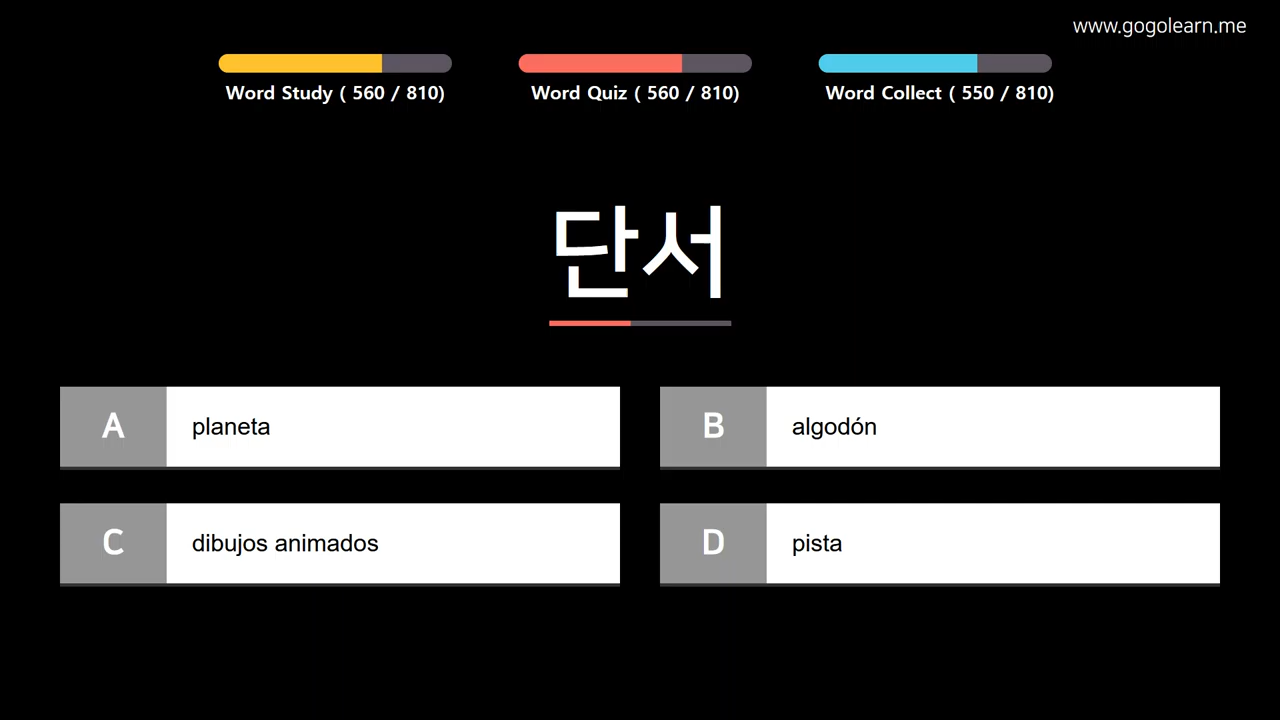 www.gogolearn.me
Word Study ( 560 / 810)
Word Quiz ( 560 / 810)
Word Collect ( 550 / 810)
단서
A planeta
B algodón
C dibujos animados
D pista